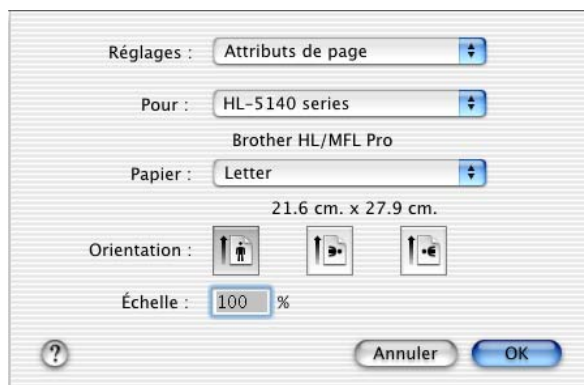 Réglages : Attributs de page
Pour : HL-5140 series
Brother HL/MFL Pro
Papier : Letter
21.6 cm. x 27.9 cm.
Orientation :
Échelle : 100 %
? Annuler OK